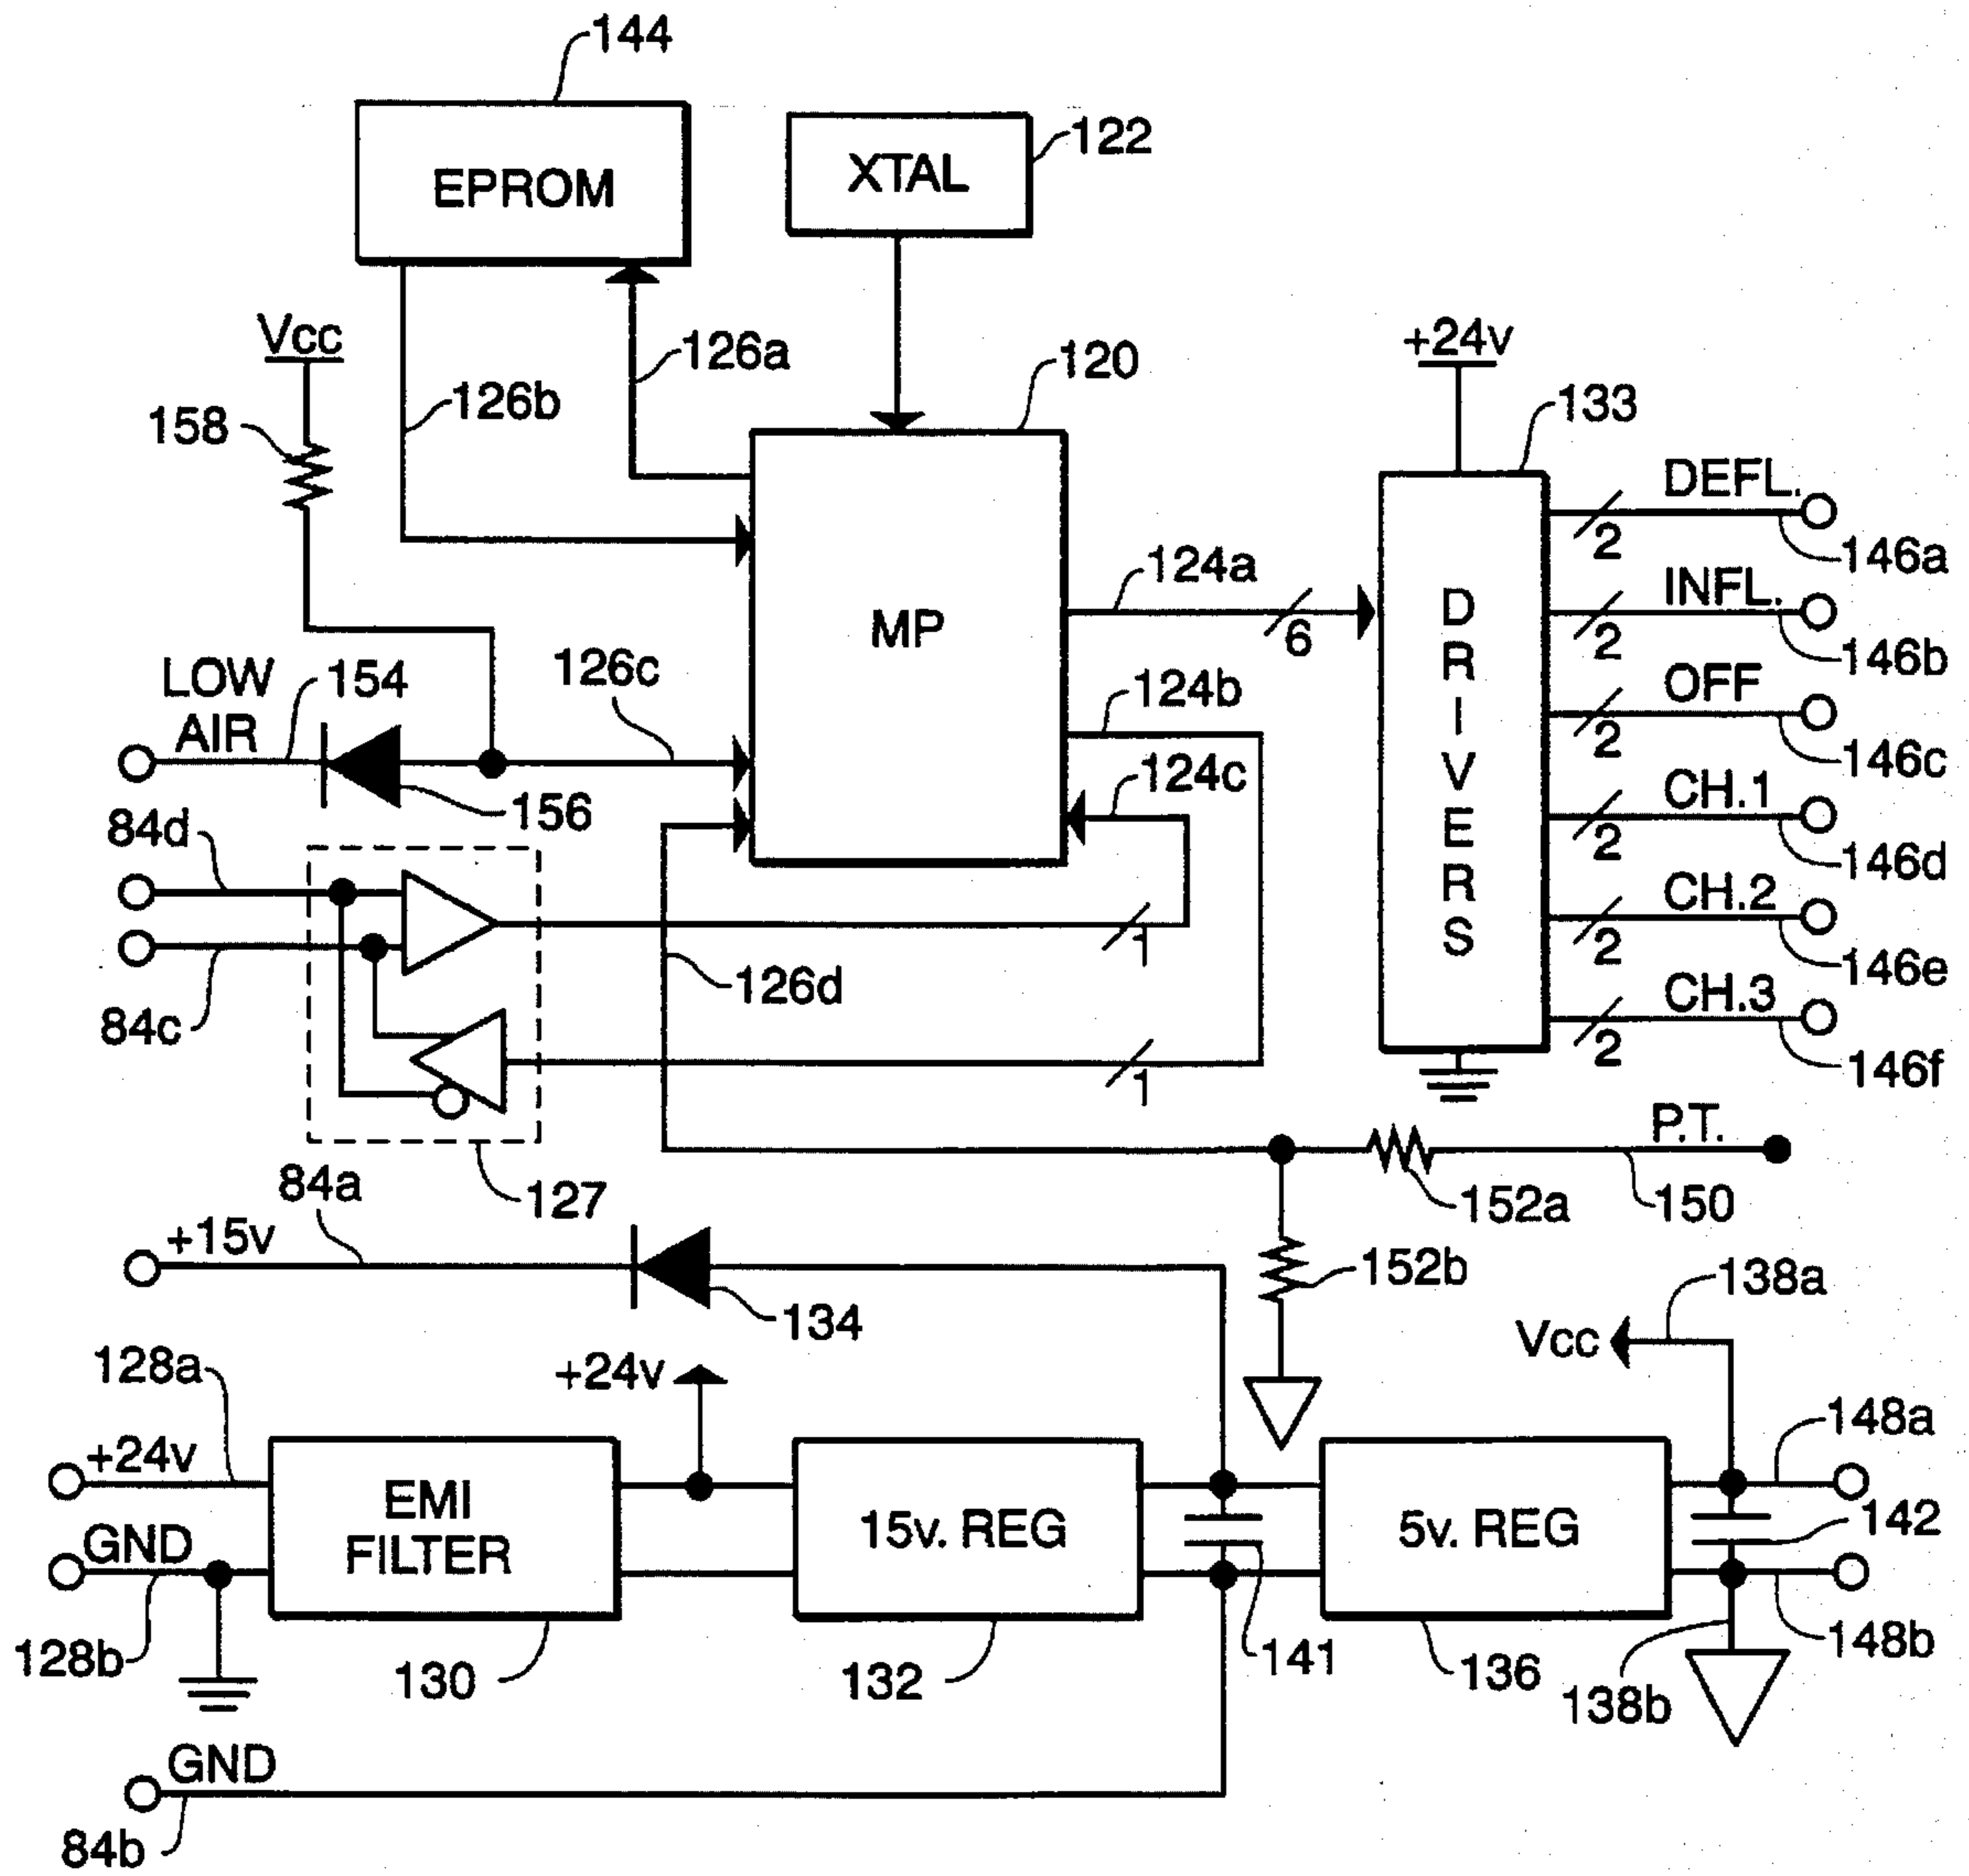 144
EPROM
XTAL
122
Vcc
126a
126b
158
120
+24v
133
MP
DRIVERS
124a
6
DEFL.
2
146a
INFL.
2
146b
OFF
2
146c
CH.1
2
146d
CH.2
2
146e
CH.3
2
146f
124b
124c
126c
LOW
AIR
154
156
84d
84c
1
126d
1
127
P.T.
152a
150
152b
84a
+15v
134
138a
Vcc
128a
+24v
+24v
EMI
FILTER
15v. REG
5v. REG
148a
142
GND
128b
130
132
141
136
138b
148b
GND
84b